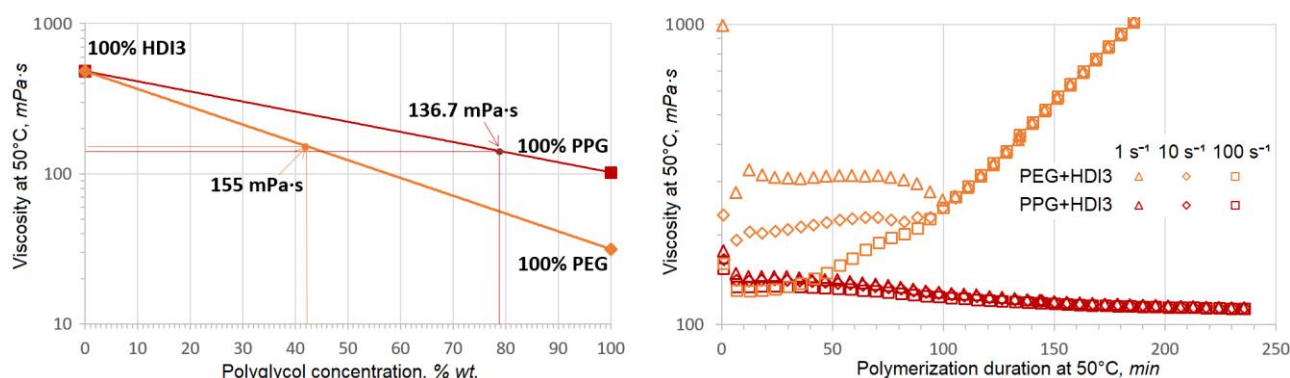 Viscosity at 50°C, mPa·s
1000
100
10
100% HDI3
136.7 mPa·s
100% PPG
155 mPa·s
100% PEG
0 10 20 30 40 50 60 70 80 90 100
Polyglycol concentration, % wt.
Viscosity at 50°C, mPa·s
1000
100
1 s⁻¹ 10 s⁻¹ 100 s⁻¹
PEG+HDI3
PPG+HDI3
0 50 100 150 200 250
Polymerization duration at 50°C, min